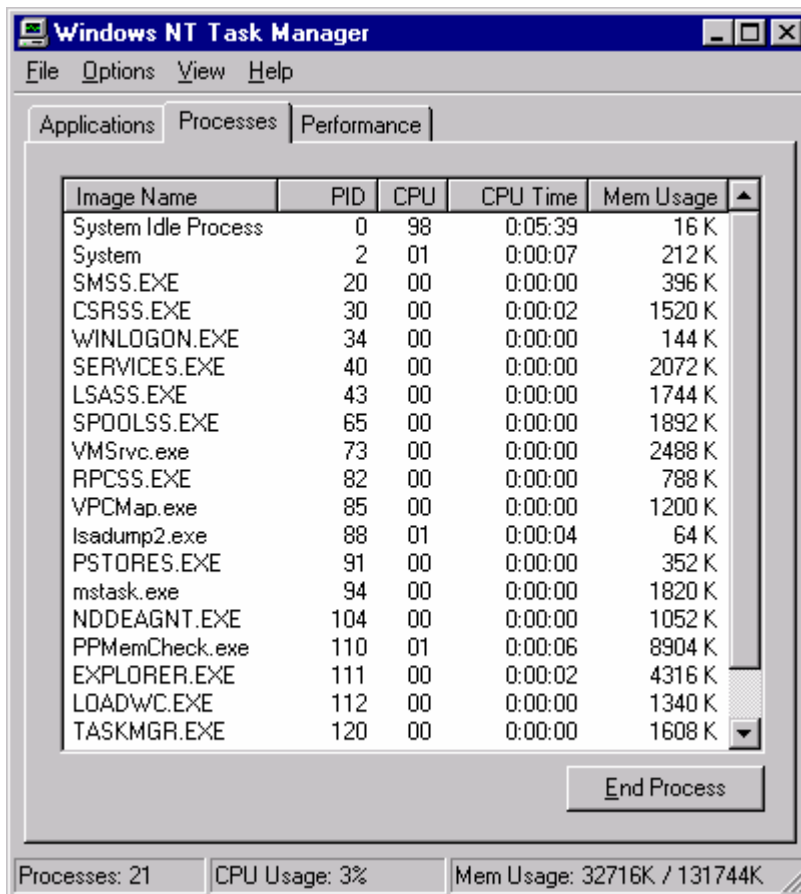 Windows NT Task Manager
File Options View Help
Applications Processes Performance
Image Name PID CPU CPU Time Mem Usage
System Idle Process 0 98 0:05:39 16 K
System 2 01 0:00:07 212 K
SMSS.EXE 20 00 0:00:00 396 K
CSRSS.EXE 30 00 0:00:02 1520 K
WINLOGON.EXE 34 00 0:00:00 144 K
SERVICES.EXE 40 00 0:00:00 2072 K
LSASS.EXE 43 00 0:00:00 1744 K
SPOOLSS.EXE 65 00 0:00:00 1892 K
VMSrvc.exe 73 00 0:00:00 2488 K
RPCSS.EXE 82 00 0:00:00 788 K
VPCMap.exe 85 00 0:00:00 1200 K
lsadump2.exe 88 01 0:00:04 64 K
PSTORES.EXE 91 00 0:00:00 352 K
mstask.exe 94 00 0:00:00 1820 K
NDDEAGNT.EXE 104 00 0:00:00 1052 K
PPMemCheck.exe 110 01 0:00:06 8904 K
EXPLORER.EXE 111 00 0:00:02 4316 K
LOADWC.EXE 112 00 0:00:00 1340 K
TASKMGR.EXE 120 00 0:00:00 1608 K
End Process
Processes: 21 CPU Usage: 3% Mem Usage: 32716K / 131744K